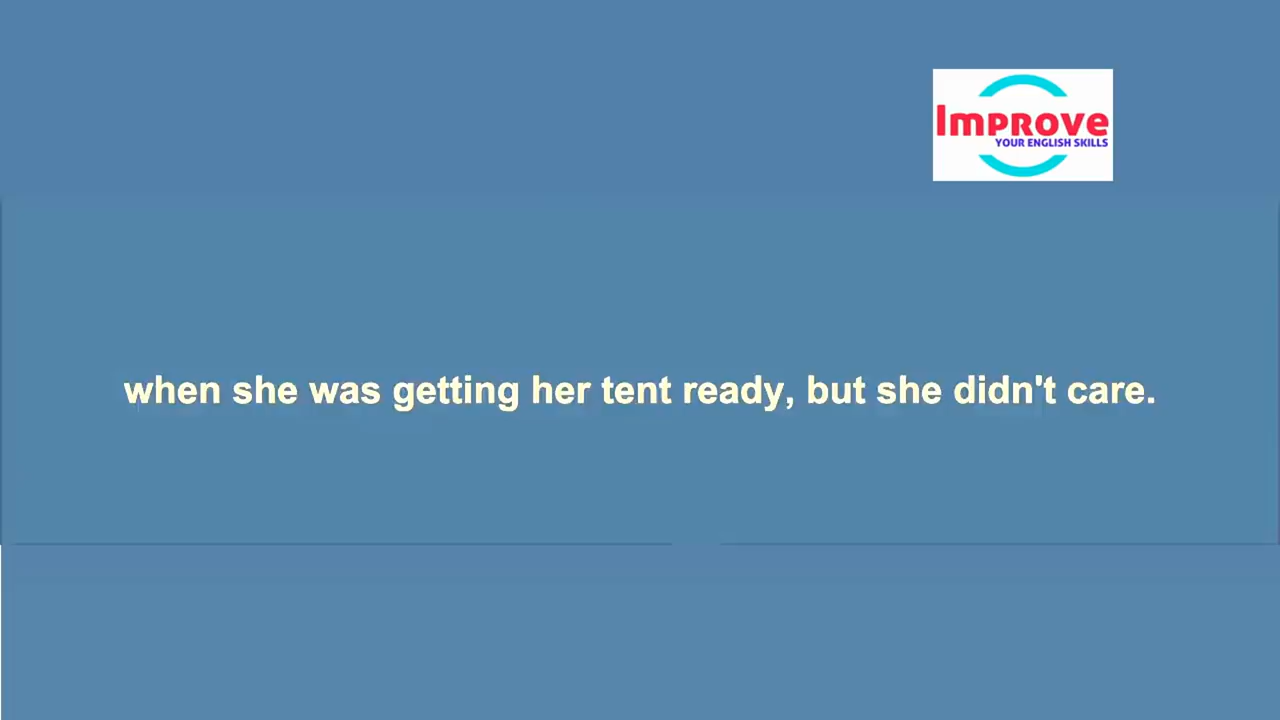 Improve
YOUR ENGLISH SKILLS
when she was getting her tent ready, but she didn't care.